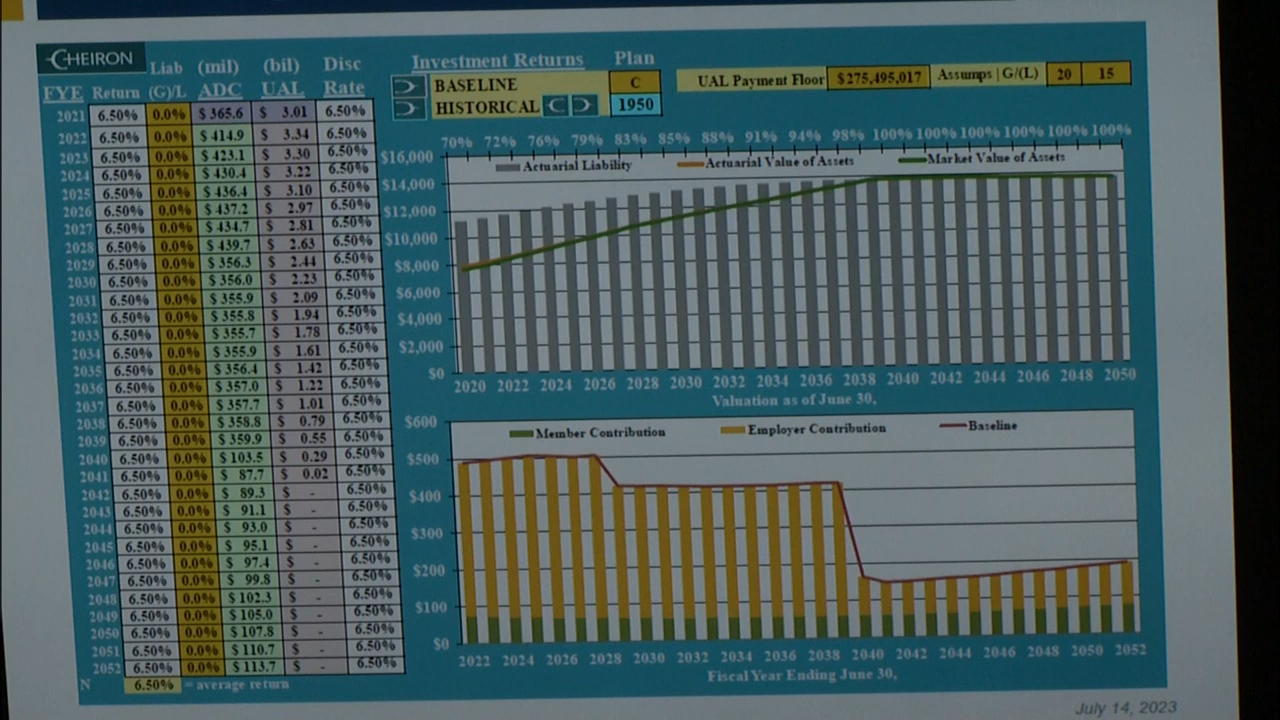 CHEIRON
Liab (mil) (bil) Disc
FYE Return (G)/L ADC UAL Rate
2021 6.50% 0.0% $ 365.6 $ 3.01 6.50%
2022 6.50% 0.0% $ 414.9 $ 3.34 6.50%
2023 6.50% 0.0% $ 423.1 $ 3.30 6.50%
2024 6.50% 0.0% $ 430.4 $ 3.22 6.50%
2025 6.50% 0.0% $ 436.4 $ 3.10 6.50%
2026 6.50% 0.0% $ 437.2 $ 2.97 6.50%
2027 6.50% 0.0% $ 434.7 $ 2.81 6.50%
2028 6.50% 0.0% $ 439.7 $ 2.63 6.50%
2029 6.50% 0.0% $ 356.3 $ 2.44 6.50%
2030 6.50% 0.0% $ 356.0 $ 2.23 6.50%
2031 6.50% 0.0% $ 355.9 $ 2.09 6.50%
2032 6.50% 0.0% $ 355.8 $ 1.94 6.50%
2033 6.50% 0.0% $ 355.7 $ 1.78 6.50%
2034 6.50% 0.0% $ 355.9 $ 1.61 6.50%
2035 6.50% 0.0% $ 356.4 $ 1.42 6.50%
2036 6.50% 0.0% $ 357.0 $ 1.22 6.50%
2037 6.50% 0.0% $ 357.7 $ 1.01 6.50%
2038 6.50% 0.0% $ 358.8 $ 0.79 6.50%
2039 6.50% 0.0% $ 359.9 $ 0.55 6.50%
2040 6.50% 0.0% $ 103.5 $ 0.29 6.50%
2041 6.50% 0.0% $ 87.7 $ 0.02 6.50%
2042 6.50% 0.0% $ 89.3 $ - 6.50%
2043 6.50% 0.0% $ 91.1 $ - 6.50%
2044 6.50% 0.0% $ 93.0 $ - 6.50%
2045 6.50% 0.0% $ 95.1 $ - 6.50%
2046 6.50% 0.0% $ 97.4 $ - 6.50%
2047 6.50% 0.0% $ 99.8 $ - 6.50%
2048 6.50% 0.0% $ 102.3 $ - 6.50%
2049 6.50% 0.0% $ 105.0 $ - 6.50%
2050 6.50% 0.0% $ 107.8 $ - 6.50%
2051 6.50% 0.0% $ 110.7 $ - 6.50%
2052 6.50% 0.0% $ 113.7 $ - 6.50%
N 6.50% = average return
Investment Returns Plan
BASELINE C
HISTORICAL 1950
UAL Payment Floor $275,495,017 Assumps | G/(L) 20 15
70% 72% 76% 79% 83% 85% 88% 91% 94% 98% 100% 100% 100% 100% 100% 100%
Actuarial Liability Actuarial Value of Assets Market Value of Assets
$16,000
$14,000
$12,000
$10,000
$8,000
$6,000
$4,000
$2,000
$0
2020 2022 2024 2026 2028 2030 2032 2034 2036 2038 2040 2042 2044 2046 2048 2050
Valuation as of June 30,
Member Contribution Employer Contribution Baseline
$600
$500
$400
$300
$200
$100
$0
2022 2024 2026 2028 2030 2032 2034 2036 2038 2040 2042 2044 2046 2048 2050 2052
Fiscal Year Ending June 30,
July 14, 2023